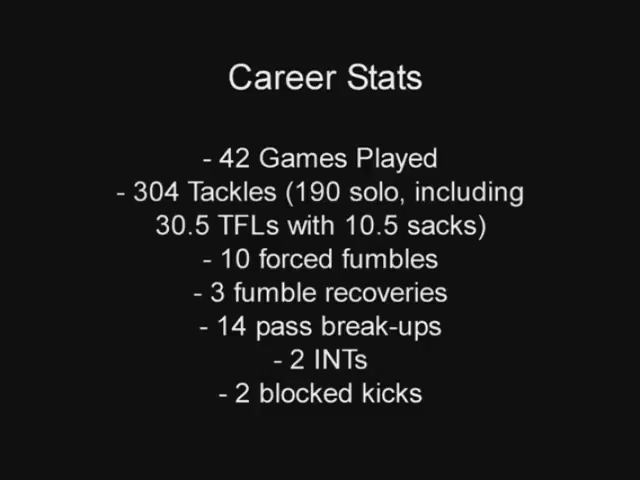 Career Stats
- 42 Games Played
- 304 Tackles (190 solo, including
30.5 TFLs with 10.5 sacks)
- 10 forced fumbles
- 3 fumble recoveries
- 14 pass break-ups
- 2 INTs
- 2 blocked kicks